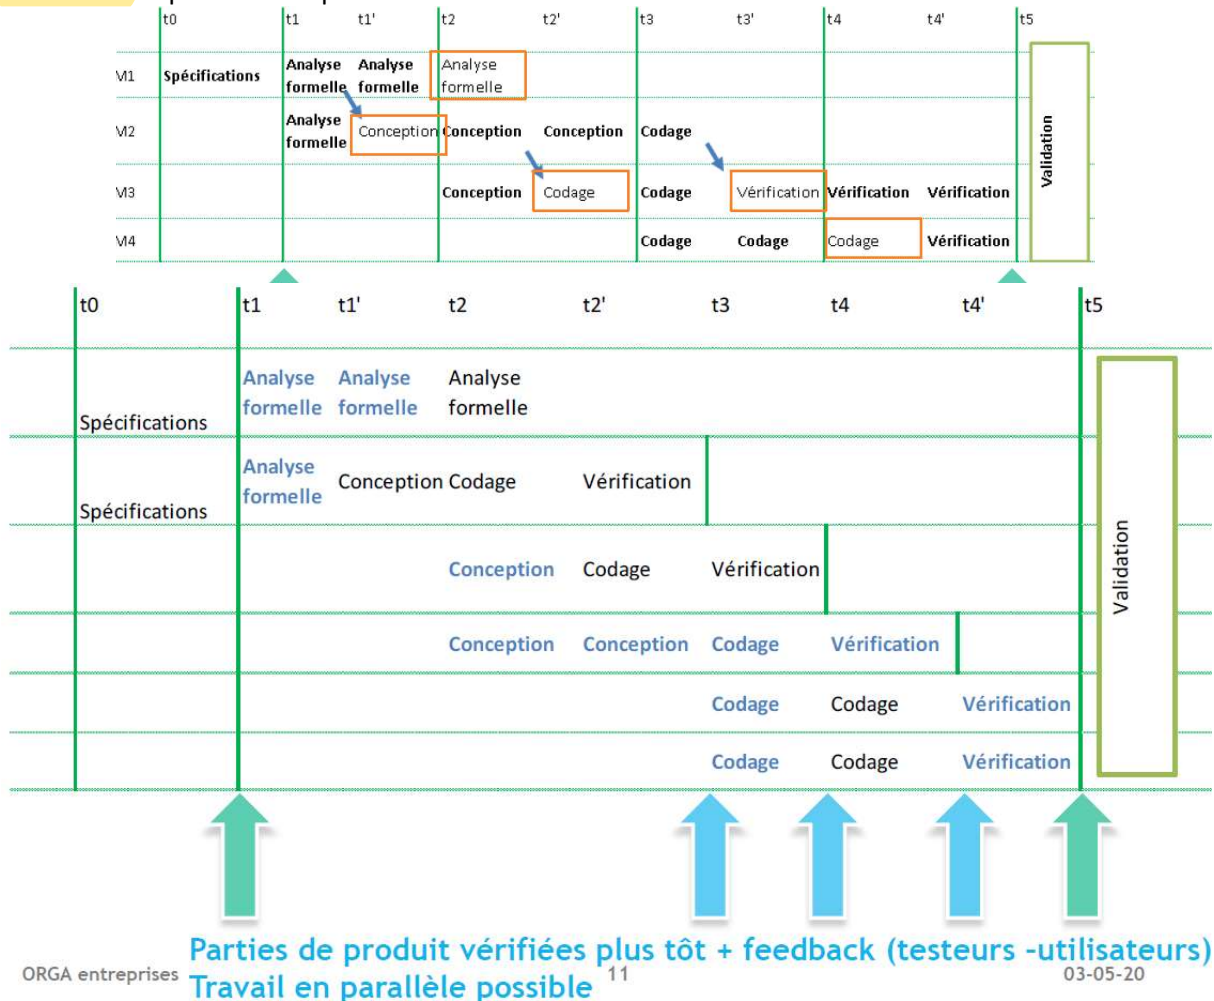 t0 t1 t1' t2 t2' t3 t3' t4 t4' t5
M1 Spécifications Analyse formelle Analyse formelle Analyse formelle
M2 Analyse formelle Conception Conception Conception Codage
M3 Conception Codage Codage Vérification Vérification Vérification
M4 Codage Codage Codage Vérification
Validation
t0 t1 t1' t2 t2' t3 t4 t4' t5
Analyse Analyse Analyse
formelle formelle formelle
Spécifications
Analyse
formelle
Conception Codage Vérification
Spécifications
Conception Codage Vérification
Conception Conception Codage Vérification
Codage Codage Vérification
Codage Codage Vérification
Validation
Parties de produit vérifiées plus tôt + feedback (testeurs -utilisateurs)
ORGA entreprises 11 03-05-20
Travail en parallèle possible